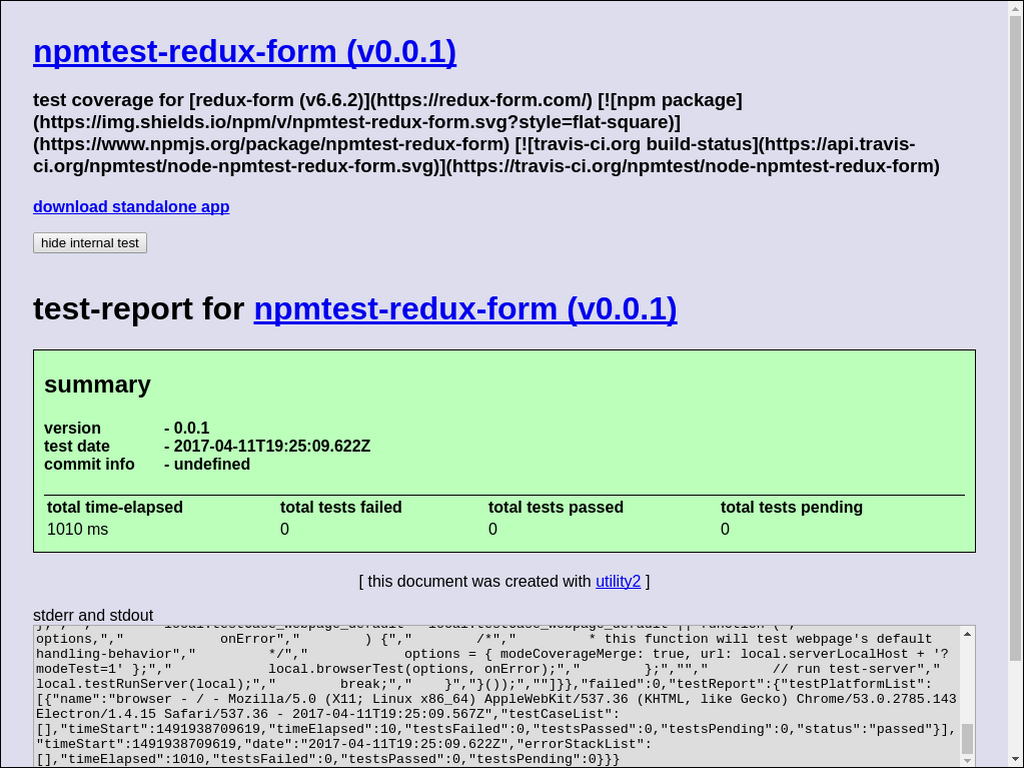 npmtest-redux-form (v0.0.1)
test coverage for [redux-form (v6.6.2)](https://redux-form.com/) [![npm package]
(https://img.shields.io/npm/v/npmtest-redux-form.svg?style=flat-square)]
(https://www.npmjs.org/package/npmtest-redux-form) [![travis-ci.org build-status](https://api.travis-
ci.org/npmtest/node-npmtest-redux-form.svg)](https://travis-ci.org/npmtest/node-npmtest-redux-form)
download standalone app
hide internal test
test-report for npmtest-redux-form (v0.0.1)
summary
version - 0.0.1
test date - 2017-04-11T19:25:09.622Z
commit info - undefined
total time-elapsed total tests failed total tests passed total tests pending
1010 ms 0 0 0
[ this document was created with utility2 ]
stderr and stdout
options,","            onError","        ) {","        /*","         * this function will test webpage's default
handling-behavior","         */","            options = { modeCoverageMerge: true, url: local.serverLocalHost + '?
modeTest=1' };","            local.browserTest(options, onError);","        };","","        // run test-server","
local.testRunServer(local);","        break;","    }","}());",""]}},"failed":0,"testReport":{"testPlatformList":
[{"name":"browser - / - Mozilla/5.0 (X11; Linux x86_64) AppleWebKit/537.36 (KHTML, like Gecko) Chrome/53.0.2785.143
Electron/1.4.15 Safari/537.36 - 2017-04-11T19:25:09.567Z","testCaseList":
[],"timeStart":1491938709619,"timeElapsed":10,"testsFailed":0,"testsPassed":0,"testsPending":0,"status":"passed"}],
"timeStart":1491938709619,"date":"2017-04-11T19:25:09.622Z","errorStackList":
[],"timeElapsed":1010,"testsFailed":0,"testsPassed":0,"testsPending":0}}}